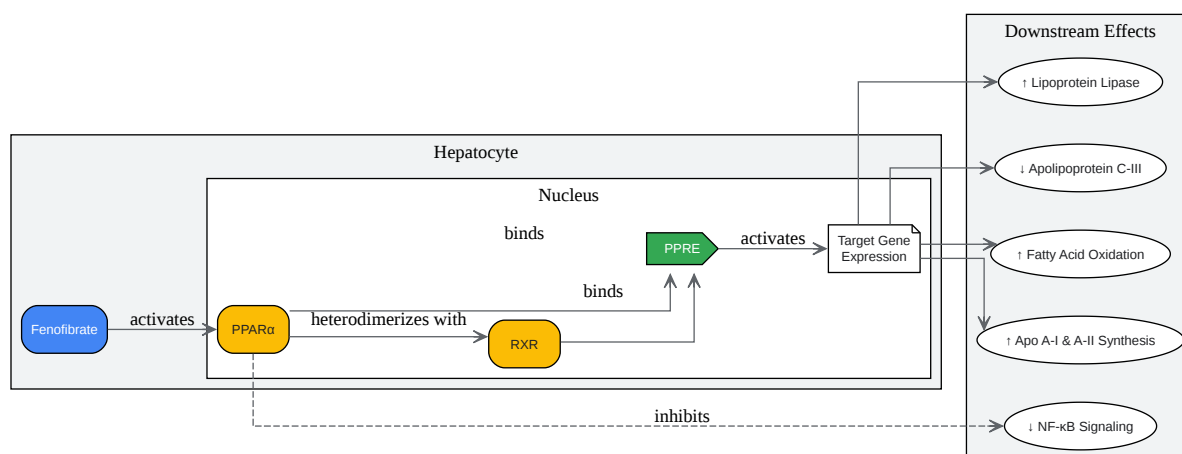 Downstream Effects
↑ Lipoprotein Lipase
Hepatocyte
↓ Apolipoprotein C-III
Nucleus
binds
PPRE
activates
Target Gene
Expression
↑ Fatty Acid Oxidation
binds
Fenofibrate
activates
PPARα
heterodimerizes with
RXR
↑ Apo A-I & A-II Synthesis
inhibits
↓ NF-κB Signaling